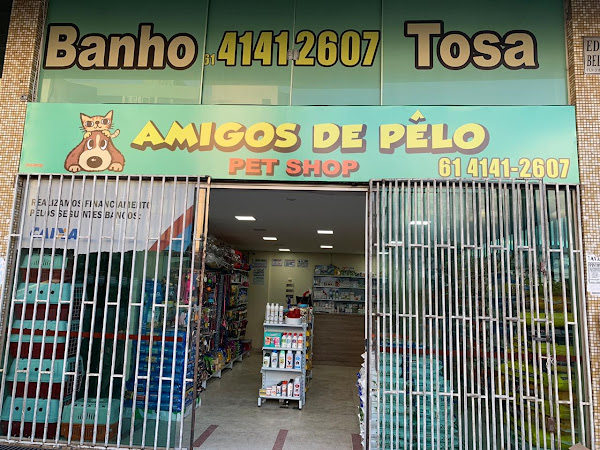 Banho 61 4141 2607 Tosa
AMIGOS DE PÊLO
PET SHOP 61 4141-2607
REALIZAMOS FINANCIAMENTO
PELOS SEGUINTES BANCOS:
CAIXA